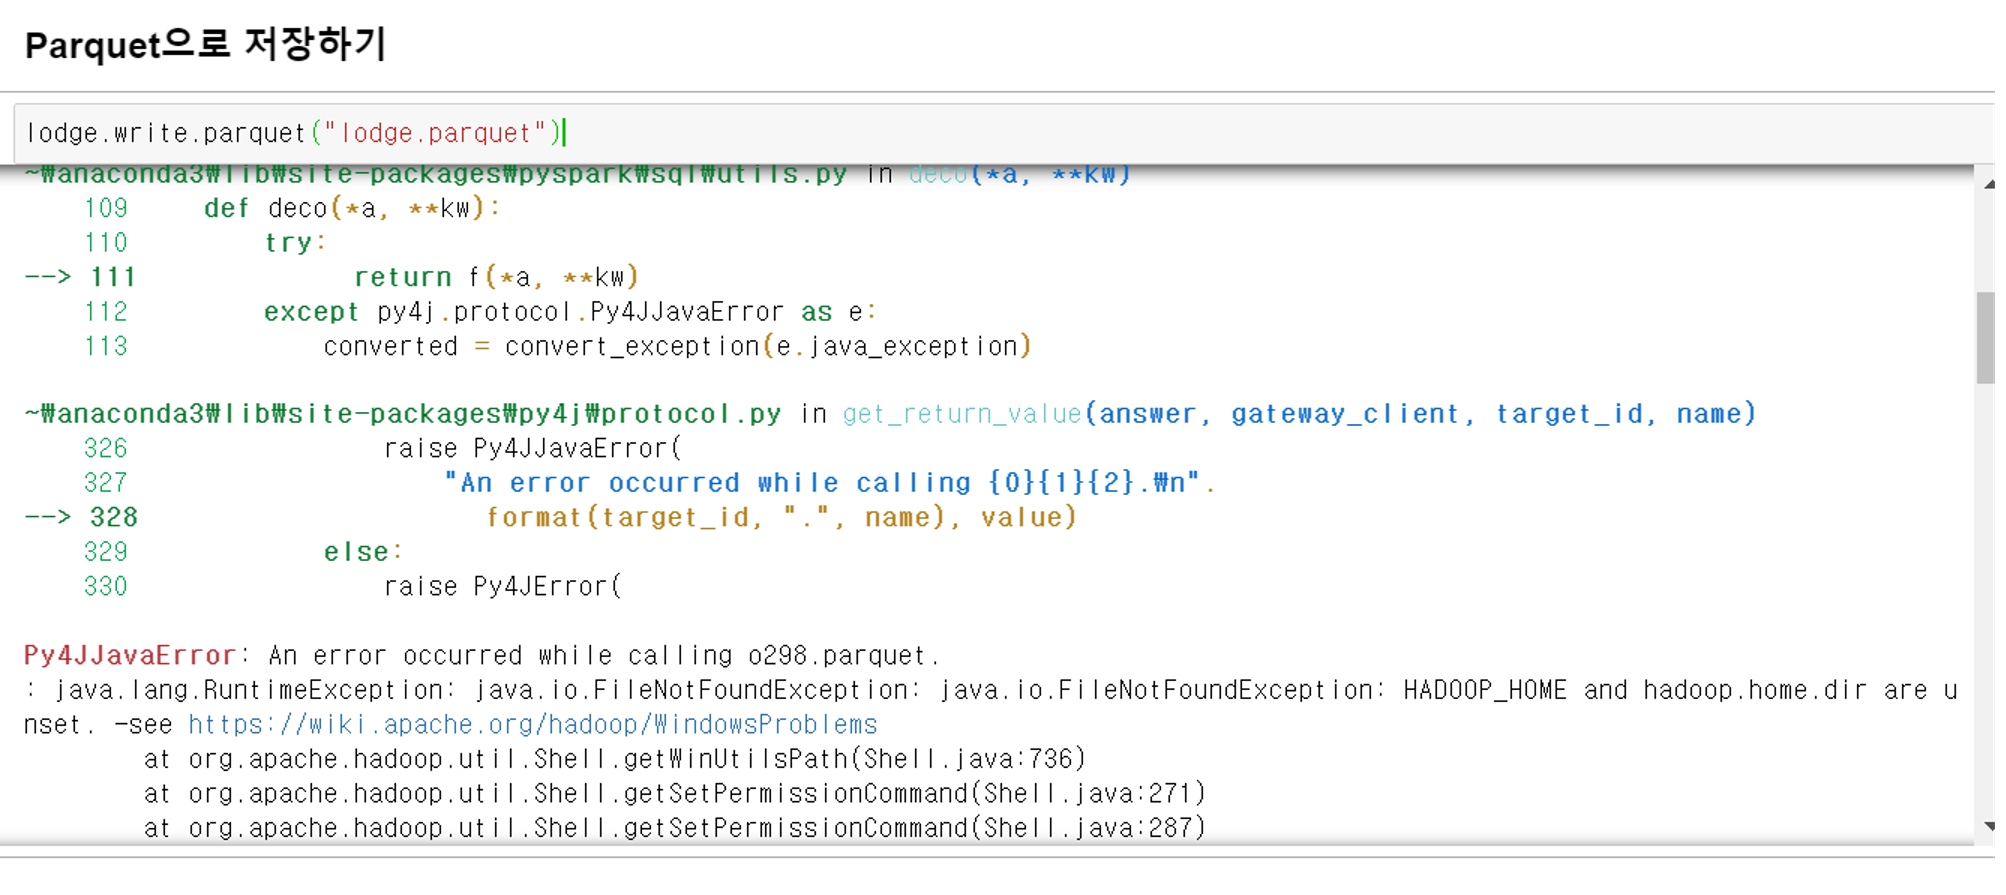 Parquet으로 저장하기
lodge.write.parquet("lodge.parquet")
~₩anaconda3₩lib₩site-packages₩pyspark₩sql₩utils.py in deco(*a, **kw)
109 def deco(*a, **kw):
110 try:
--> 111 return f(*a, **kw)
112 except py4j.protocol.Py4JJavaError as e:
113 converted = convert_exception(e.java_exception)
~₩anaconda3₩lib₩site-packages₩py4j₩protocol.py in get_return_value(answer, gateway_client, target_id, name)
326 raise Py4JJavaError(
327 "An error occurred while calling {0}{1}{2}.₩n".
--> 328 format(target_id, ".", name), value)
329 else:
330 raise Py4JError(
Py4JJavaError: An error occurred while calling o298.parquet.
: java.lang.RuntimeException: java.io.FileNotFoundException: java.io.FileNotFoundException: HADOOP_HOME and hadoop.home.dir are u
nset. -see https://wiki.apache.org/hadoop/WindowsProblems
at org.apache.hadoop.util.Shell.getWinUtilsPath(Shell.java:736)
at org.apache.hadoop.util.Shell.getSetPermissionCommand(Shell.java:271)
at org.apache.hadoop.util.Shell.getSetPermissionCommand(Shell.java:287)